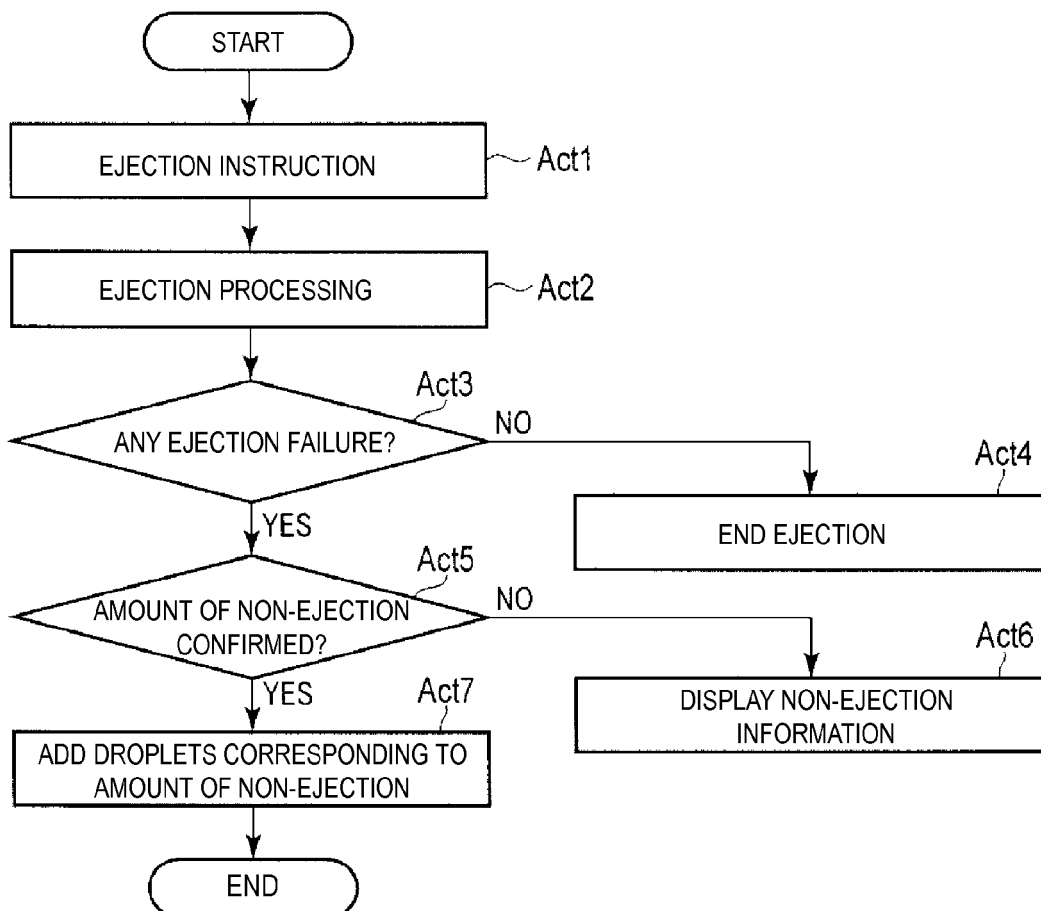 START
EJECTION INSTRUCTION
Act1
EJECTION PROCESSING
Act2
Act3
ANY EJECTION FAILURE?
NO
Act4
END EJECTION
YES
Act5
AMOUNT OF NON-EJECTION
CONFIRMED?
NO
Act6
DISPLAY NON-EJECTION
INFORMATION
YES
Act7
ADD DROPLETS CORRESPONDING TO
AMOUNT OF NON-EJECTION
END